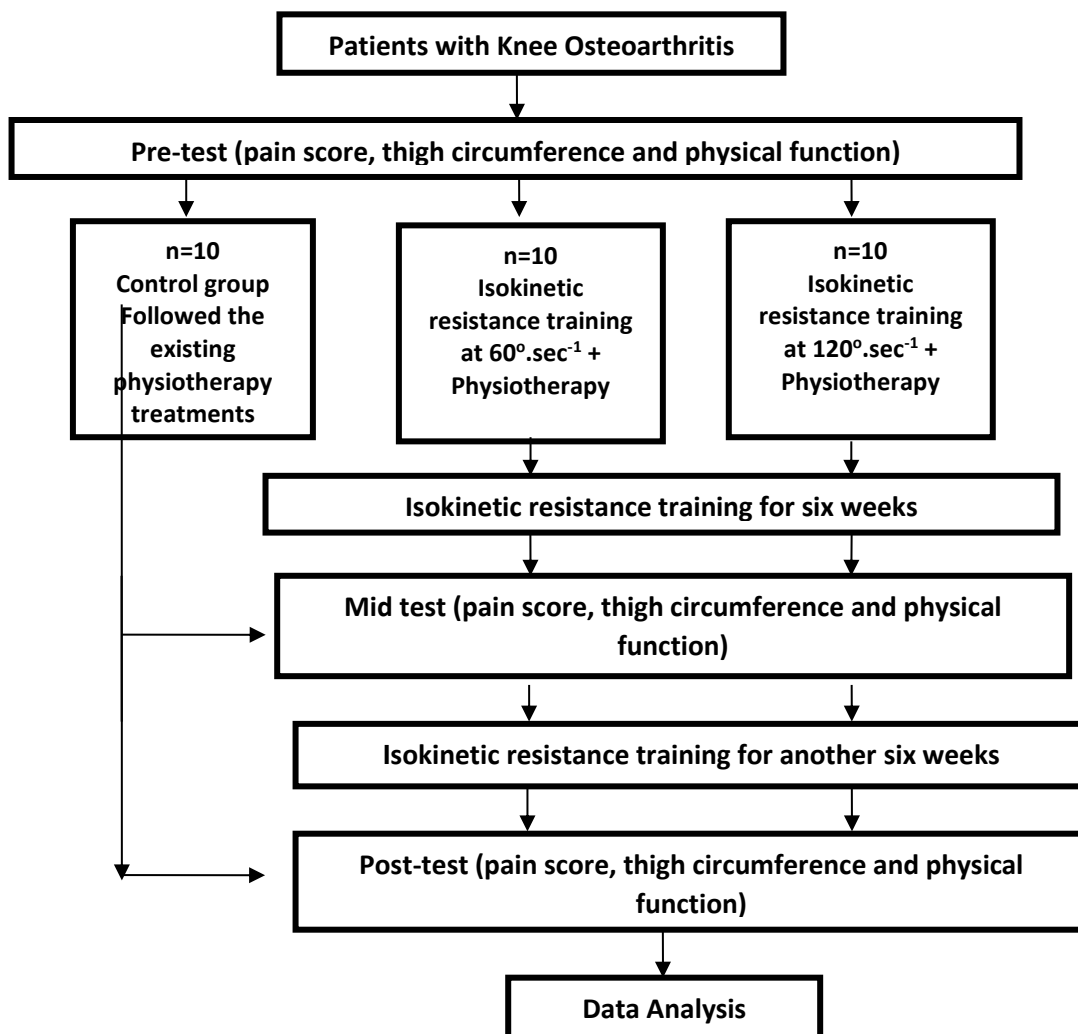 Patients with Knee Osteoarthritis
Pre-test (pain score, thigh circumference and physical function)
n=10
Control group
Followed the
existing
physiotherapy
treatments
n=10
Isokinetic
resistance training
at 60º.sec⁻¹ +
Physiotherapy
n=10
Isokinetic
resistance training
at 120º.sec⁻¹ +
Physiotherapy
Isokinetic resistance training for six weeks
Mid test (pain score, thigh circumference and physical
function)
Isokinetic resistance training for another six weeks
Post-test (pain score, thigh circumference and physical
function)
Data Analysis